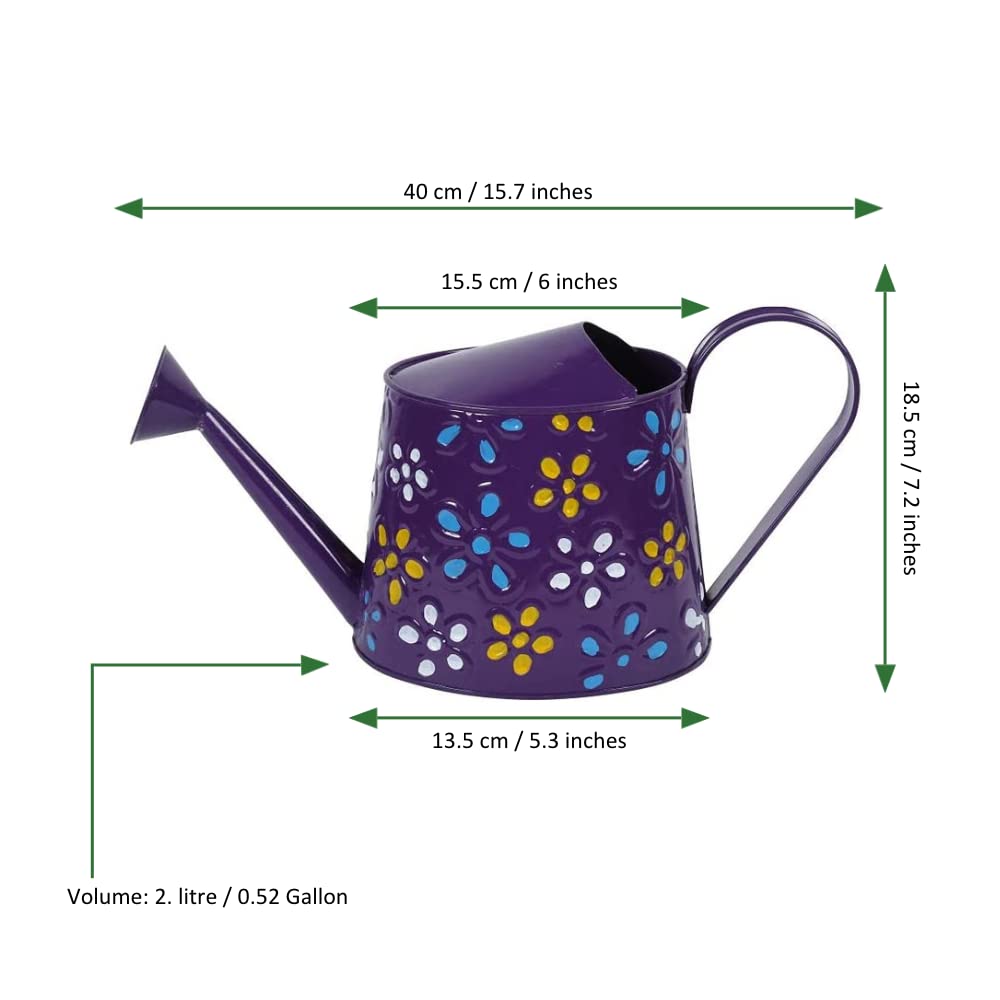 40 cm / 15.7 inches
15.5 cm / 6 inches
18.5 cm / 7.2 inches
13.5 cm / 5.3 inches
Volume: 2. litre / 0.52 Gallon